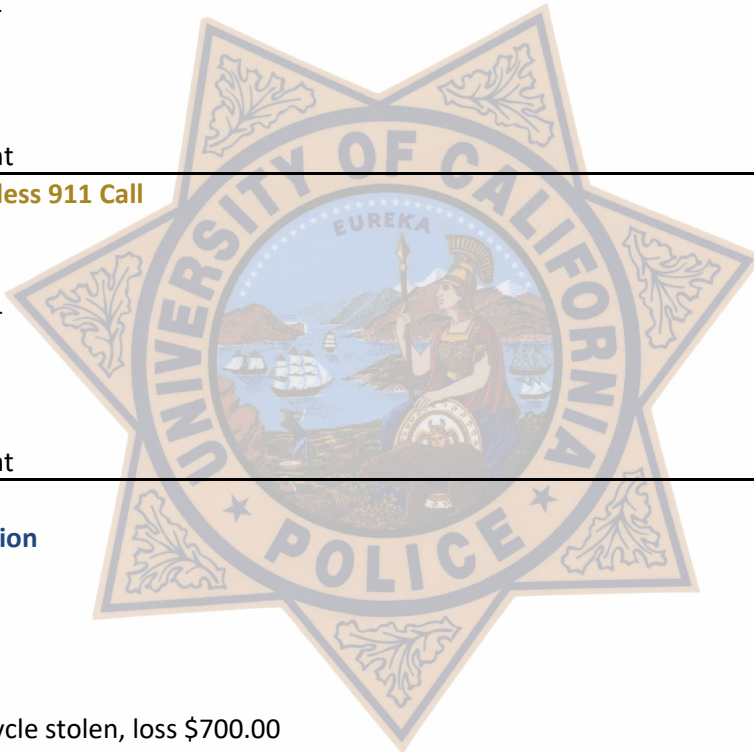 nt
less 911 Call
EUREKA
UNIVERSITY OF CALIFORNIA
nt
ion
POLICE
ycle stolen, loss $700.00